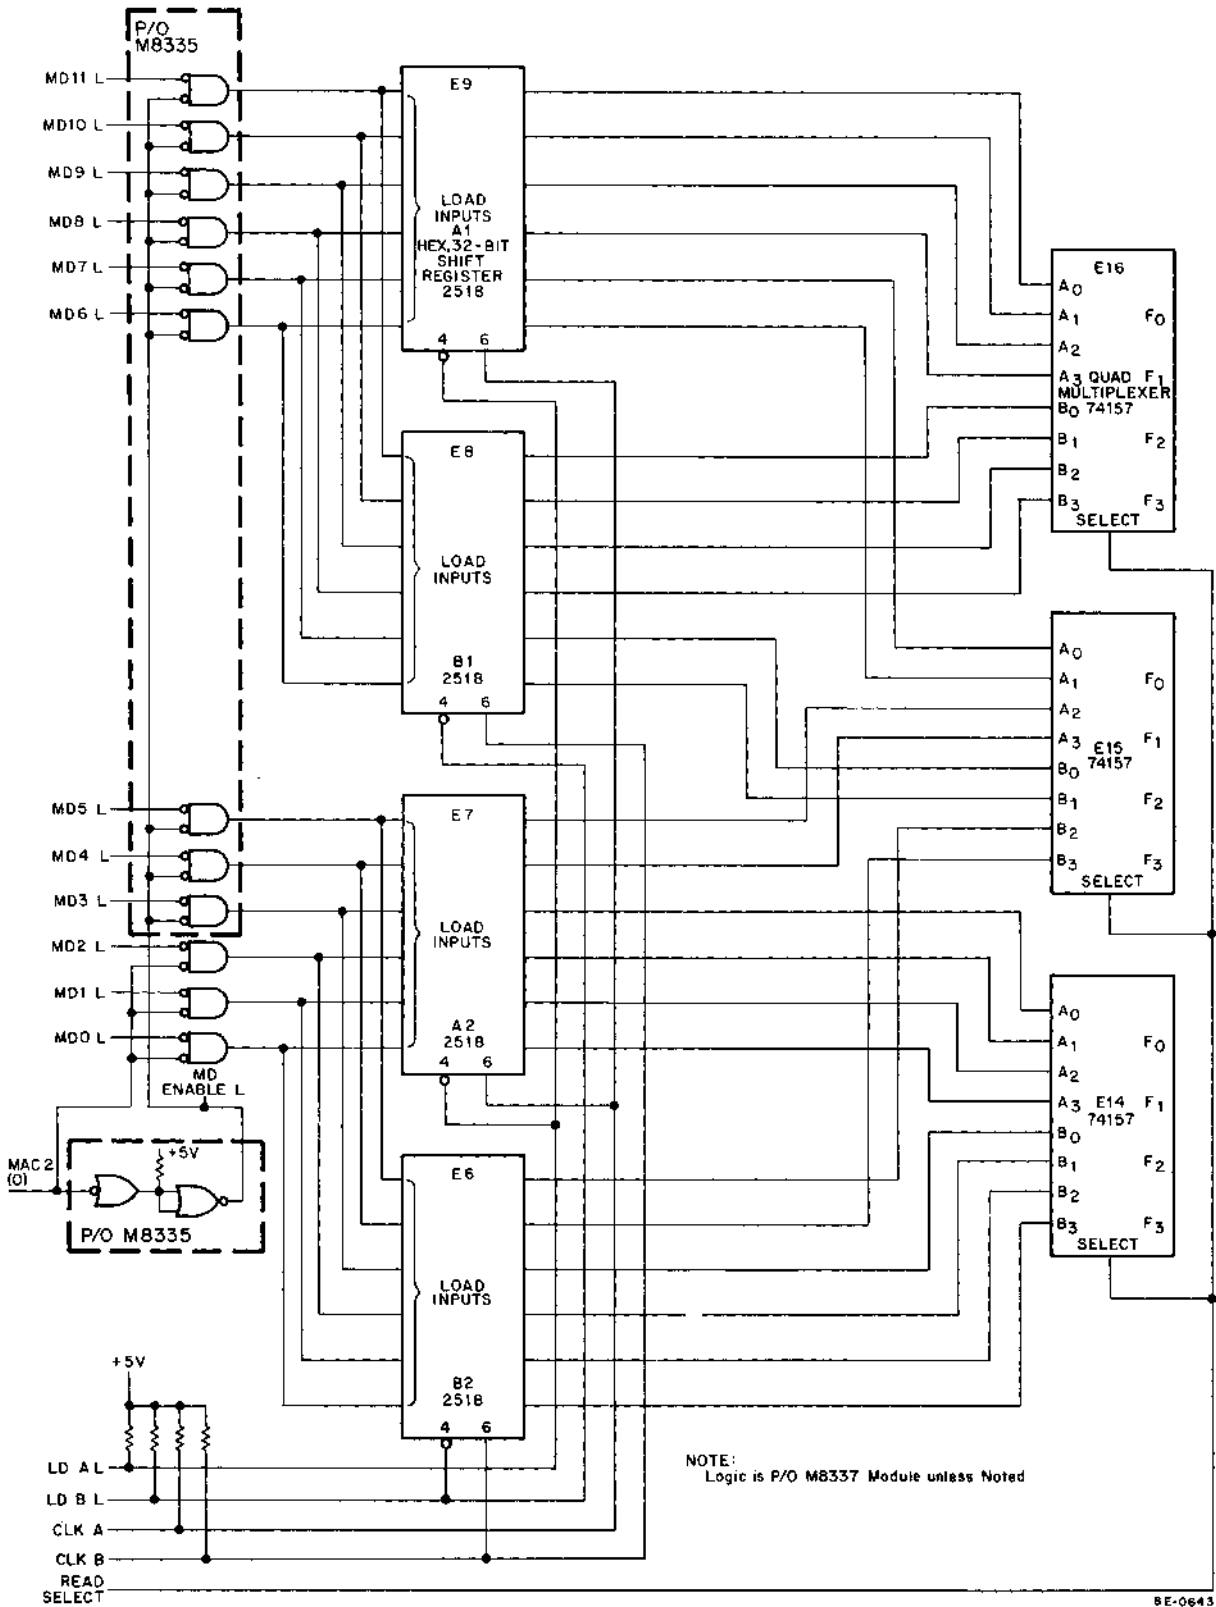 P/O
M8335
MD11 L
MD10 L
MD9 L
MD8 L
MD7 L
MD6 L
E9
LOAD
INPUTS
A1
HEX,32-BIT
SHIFT
REGISTER
2518
4 6
E16
A0
A1 F0
A2
A3 QUAD F1
MULTIPLEXER
B0 74157
B1 F2
B2
B3 F3
SELECT
E8
LOAD
INPUTS
B1
2518
4 6
A0
A1 F0
A2
A3 E15 F1
74157
B0
B1 F2
B2
B3 F3
SELECT
MD5 L
MD4 L
MD3 L
MD2 L
MD1 L
MD0 L
E7
LOAD
INPUTS
A2
2518
4 6
A0
A1 F0
A2
A3 E14 F1
74157
B0
B1 F2
B2
B3 F3
SELECT
MD
ENABLE L
MAC2
(0)
+5V
P/O M8335
E6
LOAD
INPUTS
B2
2518
4 6
+5V
LD A L
LD B L
CLK A
CLK B
READ
SELECT
NOTE:
Logic is P/O M8337 Module unless Noted
8E-0643